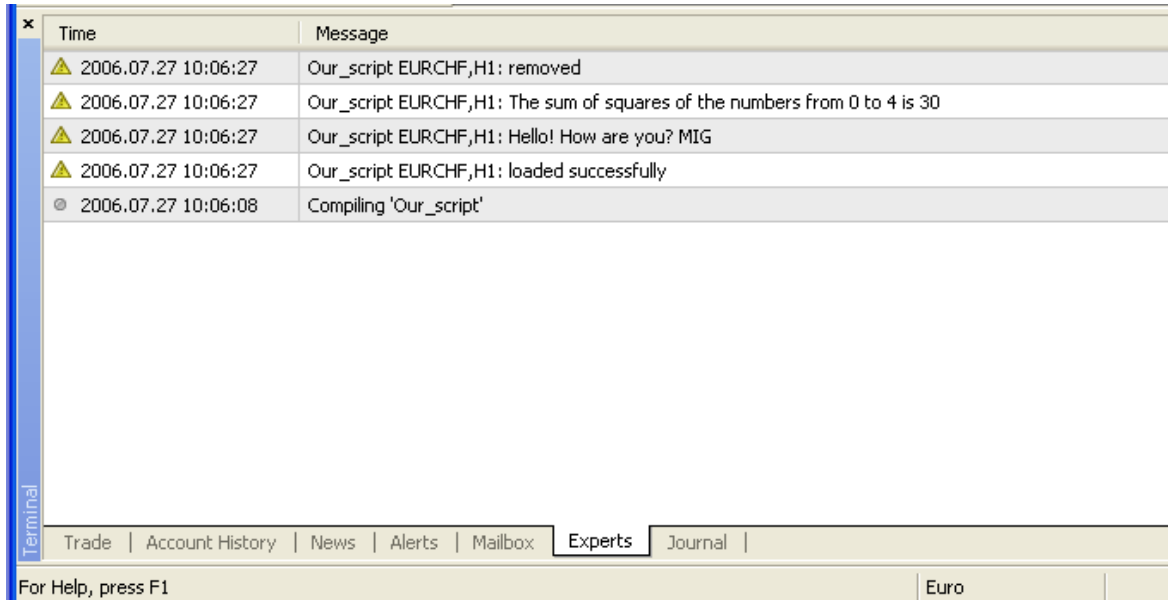 Time Message
2006.07.27 10:06:27 Our_script EURCHF,H1: removed
2006.07.27 10:06:27 Our_script EURCHF,H1: The sum of squares of the numbers from 0 to 4 is 30
2006.07.27 10:06:27 Our_script EURCHF,H1: Hello! How are you? MIG
2006.07.27 10:06:27 Our_script EURCHF,H1: loaded successfully
2006.07.27 10:06:08 Compiling 'Our_script'
Terminal
Trade | Account History | News | Alerts | Mailbox Experts Journal |
For Help, press F1 Euro